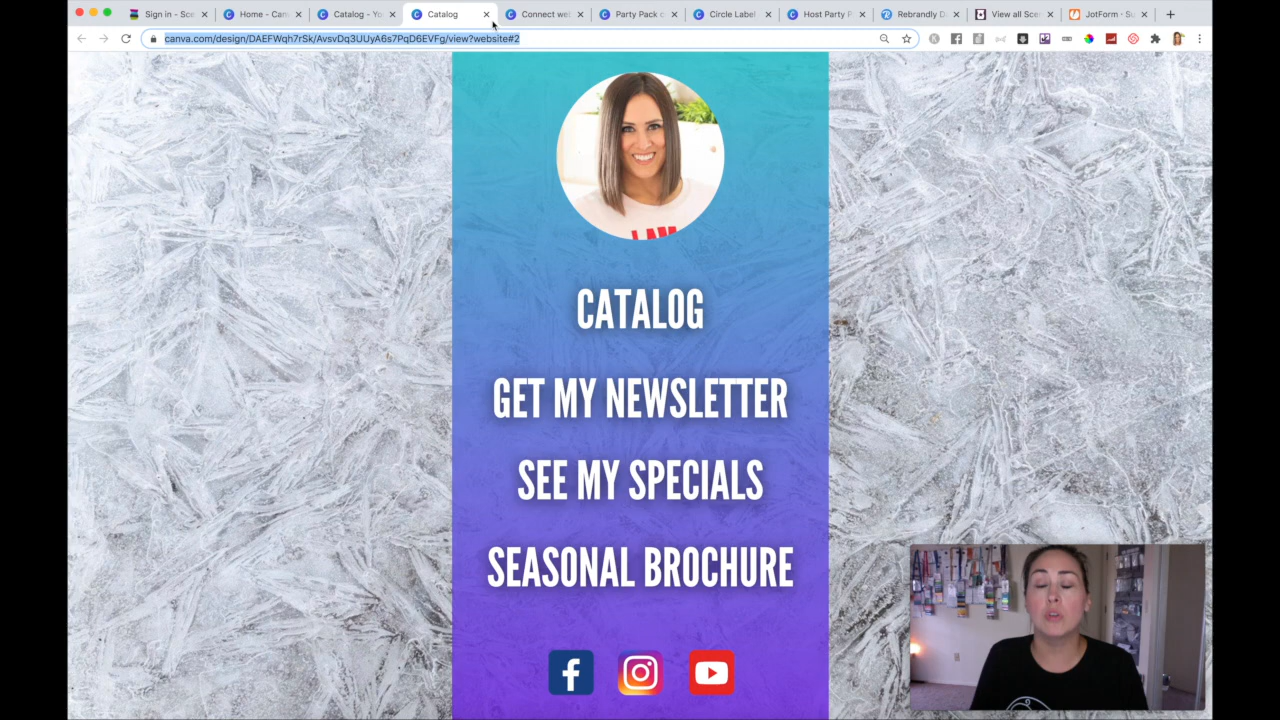 Sign in - Sce
Home - Can
Catalog - Yo
Catalog
Connect we
Party Pack c
Circle Label
Host Party P
Rebrandly D
View all Sce
JotForm · Su
canva.com/design/DAEFWqh7rSk/AvsvDq3UUyA6s7PqD6EVFg/view?website#2
CATALOG
GET MY NEWSLETTER
SEE MY SPECIALS
SEASONAL BROCHURE